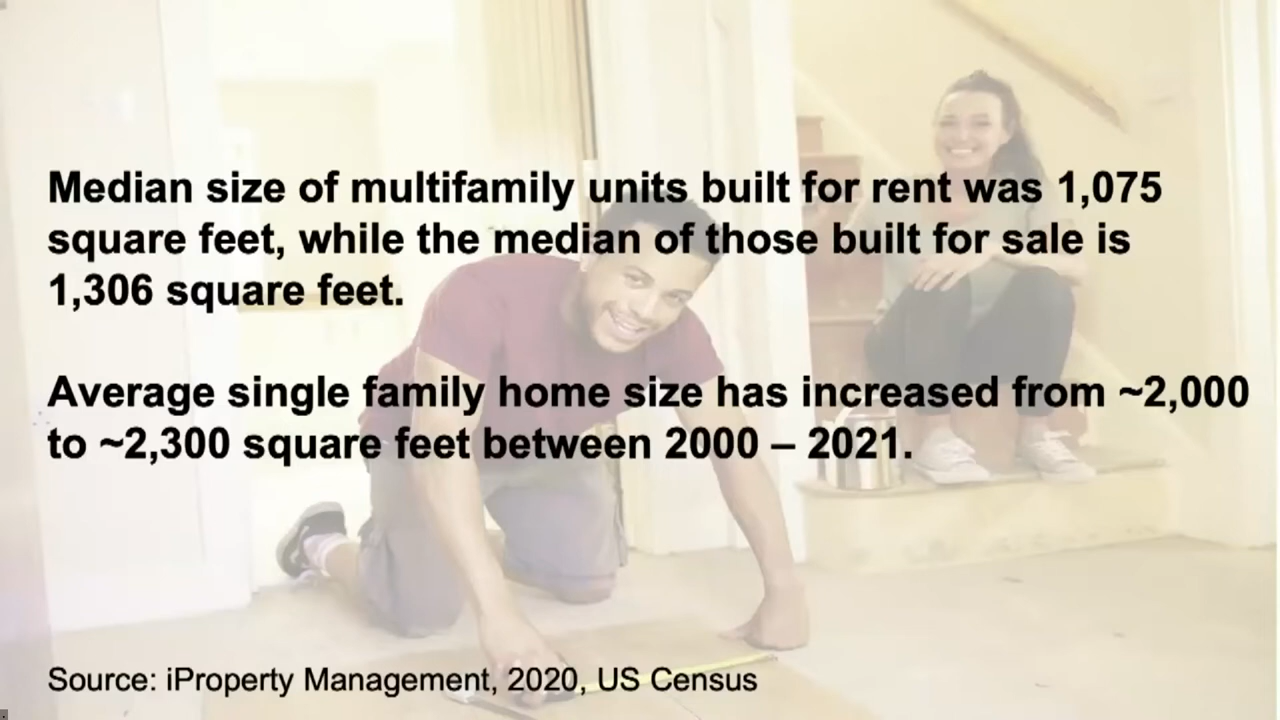 Median size of multifamily units built for rent was 1,075
square feet, while the median of those built for sale is
1,306 square feet.
Average single family home size has increased from ~2,000
to ~2,300 square feet between 2000 – 2021.
Source: iProperty Management, 2020, US Census